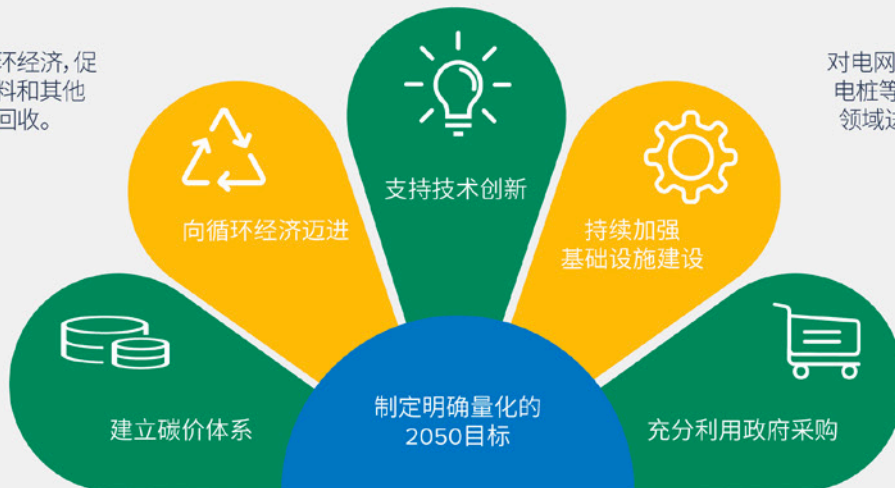 环经济，促
料和其他
回收。
对电网
电桩等
领域
支持技术创新
向循环经济迈进
持续加强
基础设施建设
建立碳价体系
制定明确量化的
2050目标
充分利用政府采购